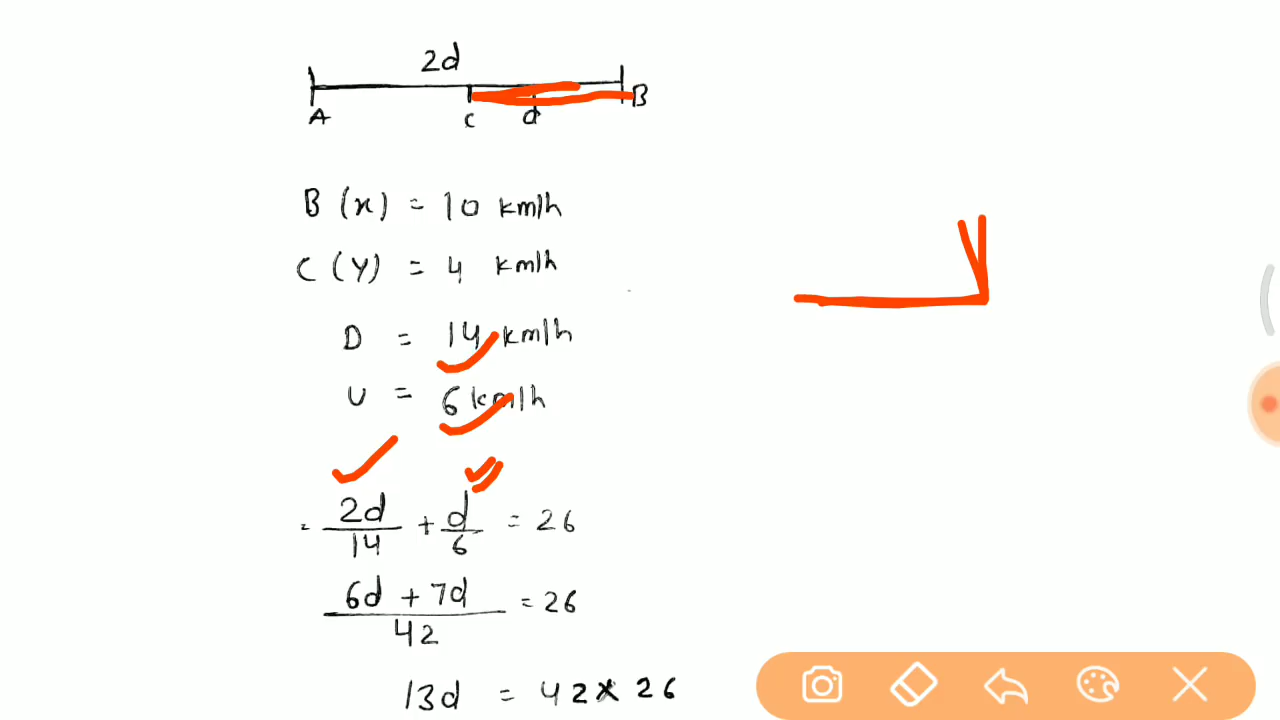 2d
A c d B
B (x) = 10 km/h
C (Y) = 4 km/h
D = 14 km/h
U = 6 km/h
= 2d/14 + d/6 = 26
6d + 7d / 42 = 26
13d = 42 x 26